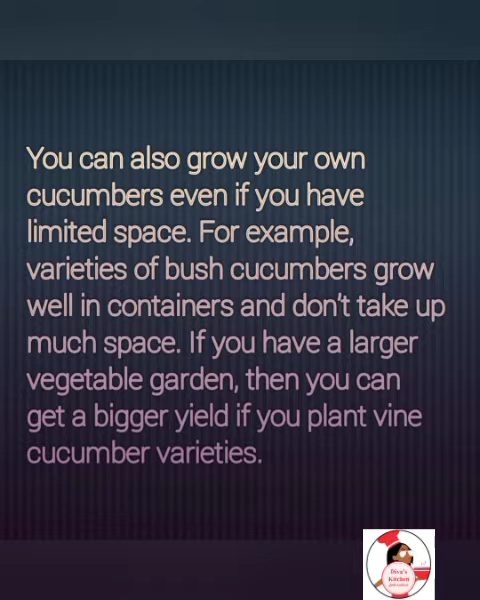 You can also grow your own
cucumbers even if you have
limited space. For example,
varieties of bush cucumbers grow
well in containers and don't take up
much space. If you have a larger
vegetable garden, then you can
get a bigger yield if you plant vine
cucumber varieties.
Diva's
Kitchen